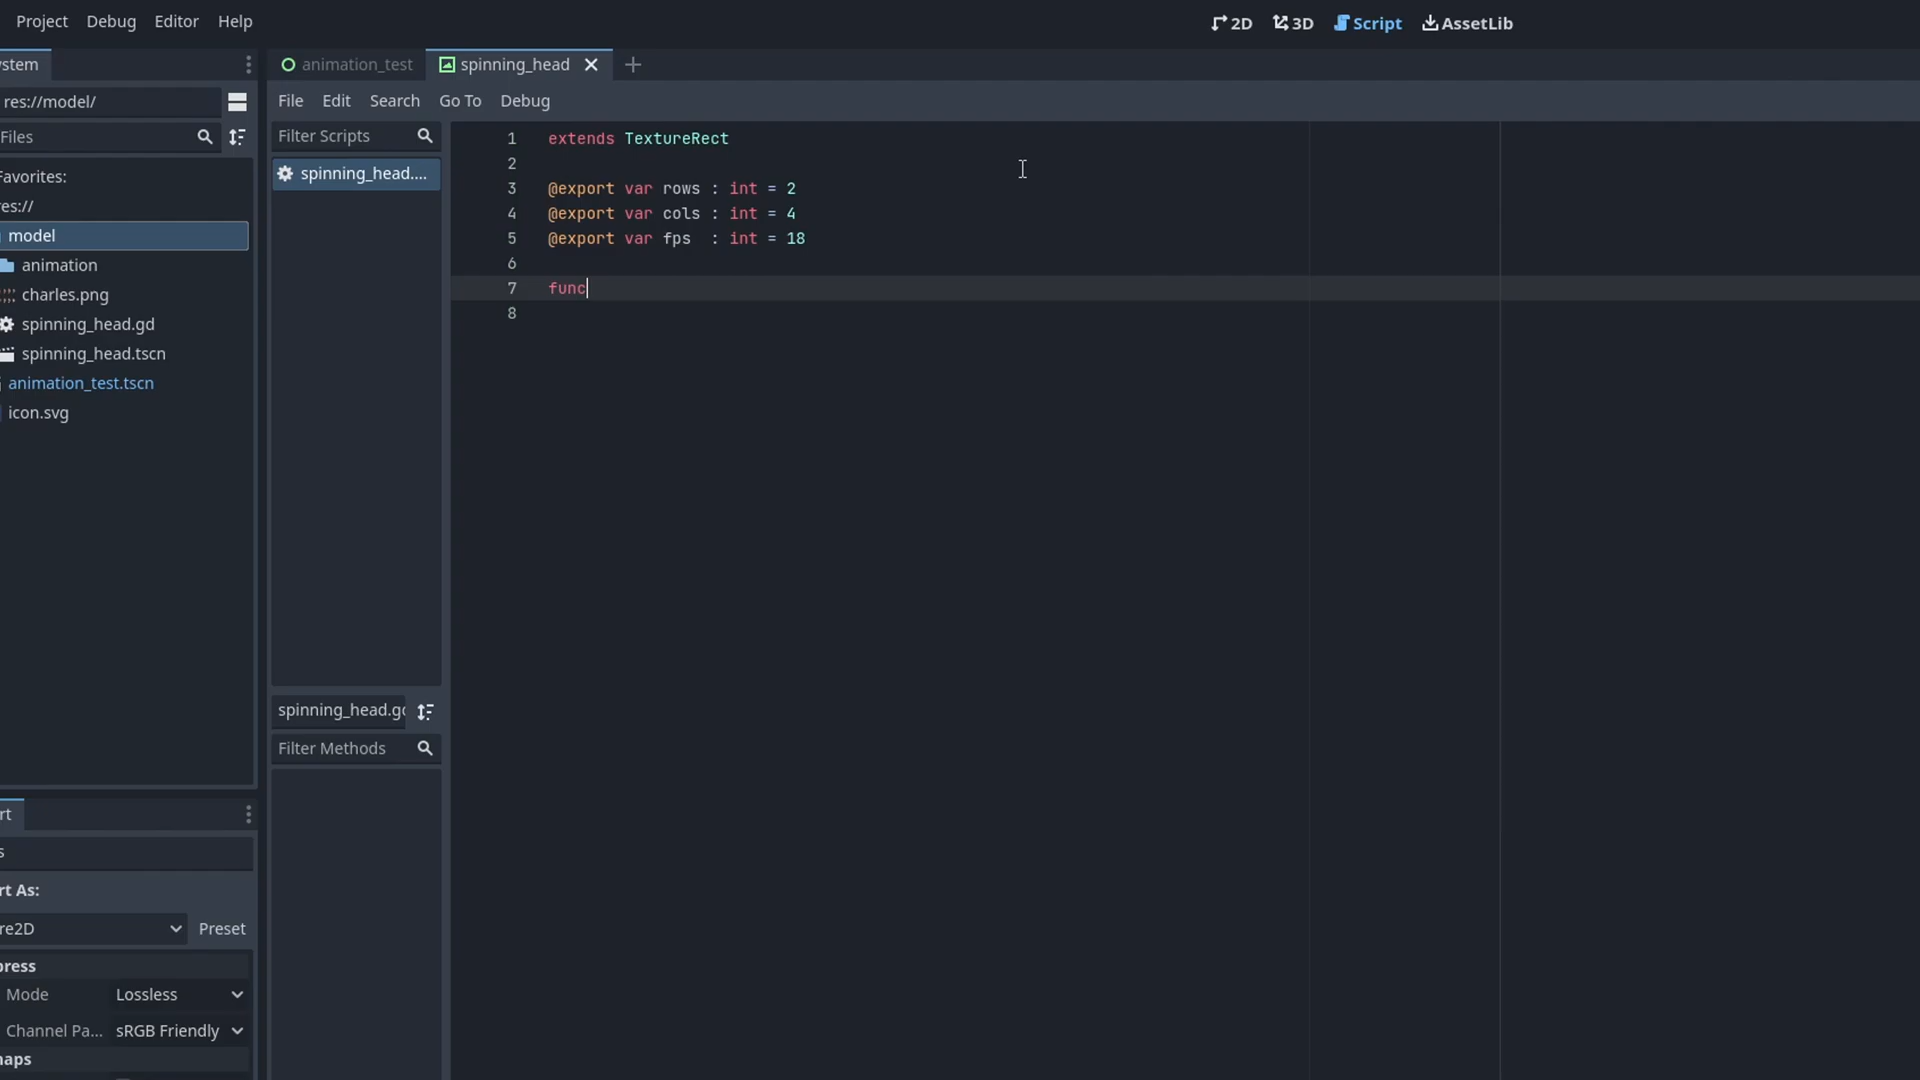 Project Debug Editor Help
2D 3D Script AssetLib
stem
animation_test spinning_head
res://model/
File Edit Search Go To Debug
Files
Filter Scripts
spinning_head....
Favorites:
res://
model
animation
charles.png
spinning_head.gd
spinning_head.tscn
animation_test.tscn
icon.svg
1 extends TextureRect
2
3 @export var rows : int = 2
4 @export var cols : int = 4
5 @export var fps  : int = 18
6
7 func
8
spinning_head.gd
Filter Methods
rt
s
rt As:
re2D Preset
press
Mode Lossless
Channel Pa... sRGB Friendly
maps